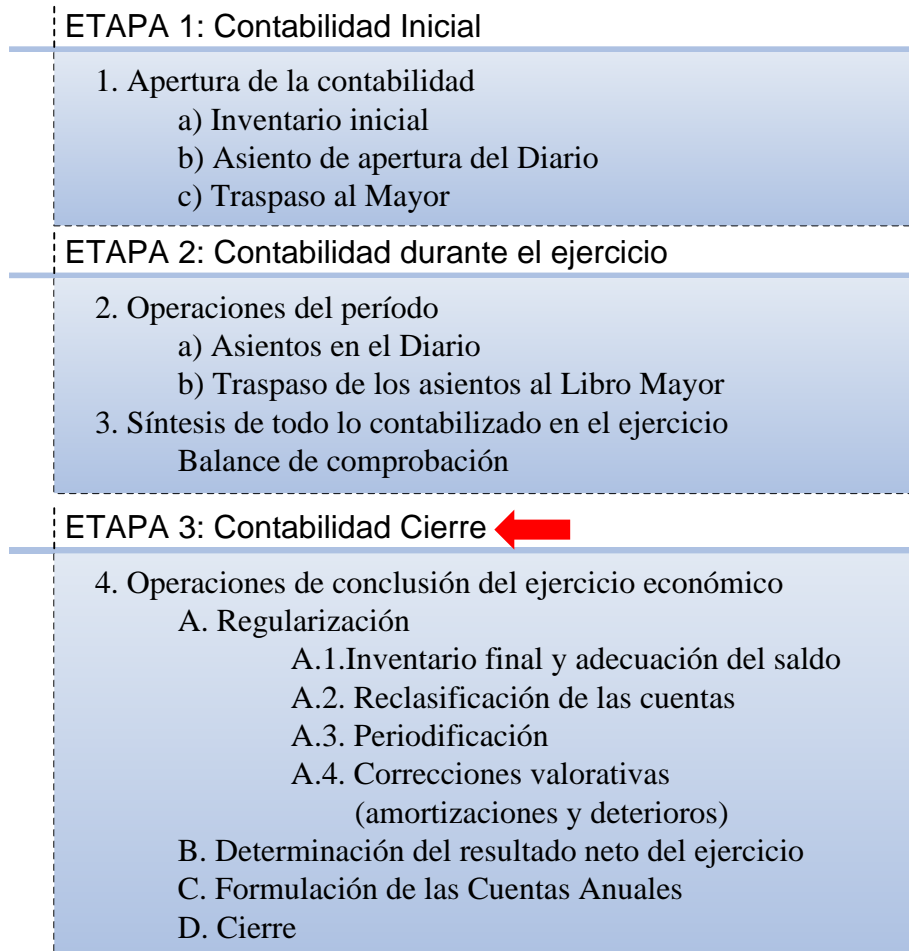 ETAPA 1: Contabilidad Inicial
1. Apertura de la contabilidad
a) Inventario inicial
b) Asiento de apertura del Diario
c) Traspaso al Mayor
ETAPA 2: Contabilidad durante el ejercicio
2. Operaciones del período
a) Asientos en el Diario
b) Traspaso de los asientos al Libro Mayor
3. Síntesis de todo lo contabilizado en el ejercicio
Balance de comprobación
ETAPA 3: Contabilidad Cierre
4. Operaciones de conclusión del ejercicio económico
A. Regularización
A.1.Inventario final y adecuación del saldo
A.2. Reclasificación de las cuentas
A.3. Periodificación
A.4. Correcciones valorativas
(amortizaciones y deterioros)
B. Determinación del resultado neto del ejercicio
C. Formulación de las Cuentas Anuales
D. Cierre